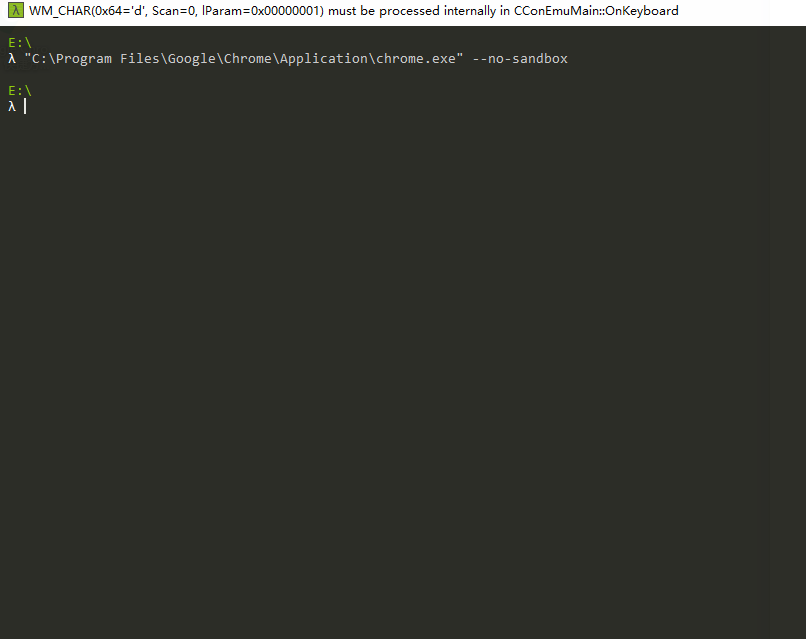 λ WM_CHAR(0x64='d', Scan=0, lParam=0x00000001) must be processed internally in CConEmuMain::OnKeyboard
E:\
λ "C:\Program Files\Google\Chrome\Application\chrome.exe" --no-sandbox
E:\
λ